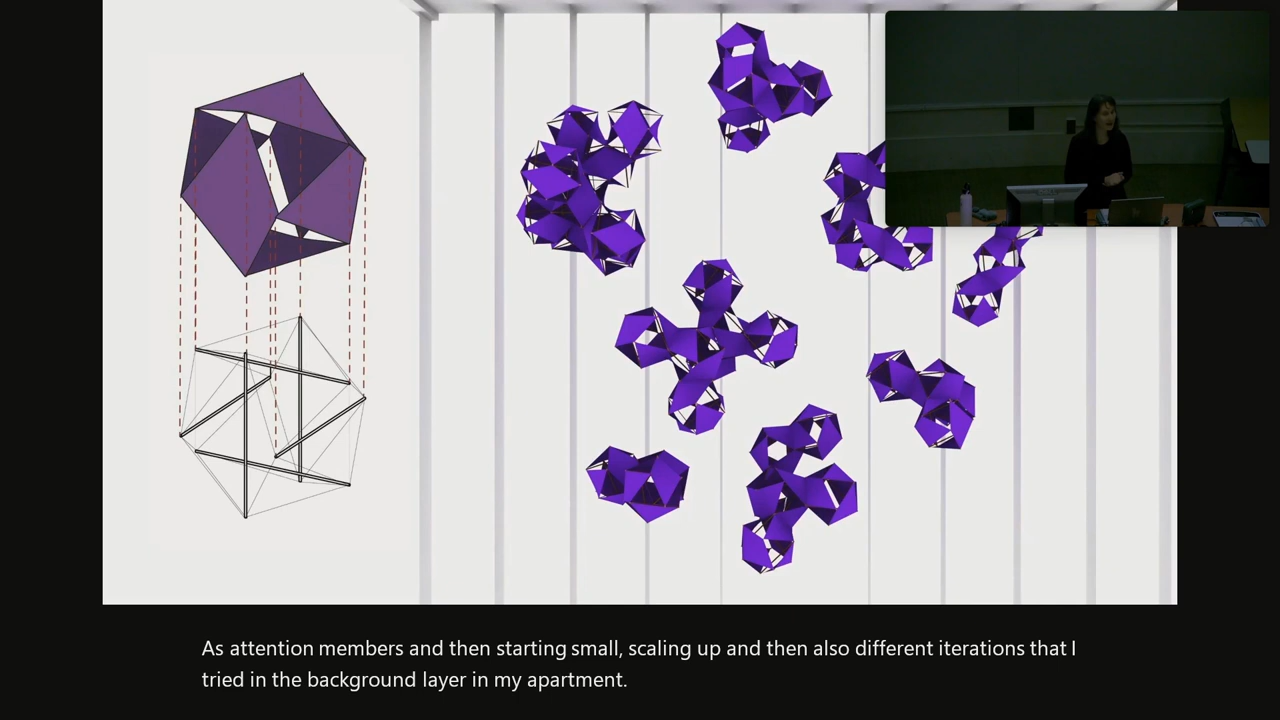 As attention members and then starting small, scaling up and then also different iterations that I
tried in the background layer in my apartment.